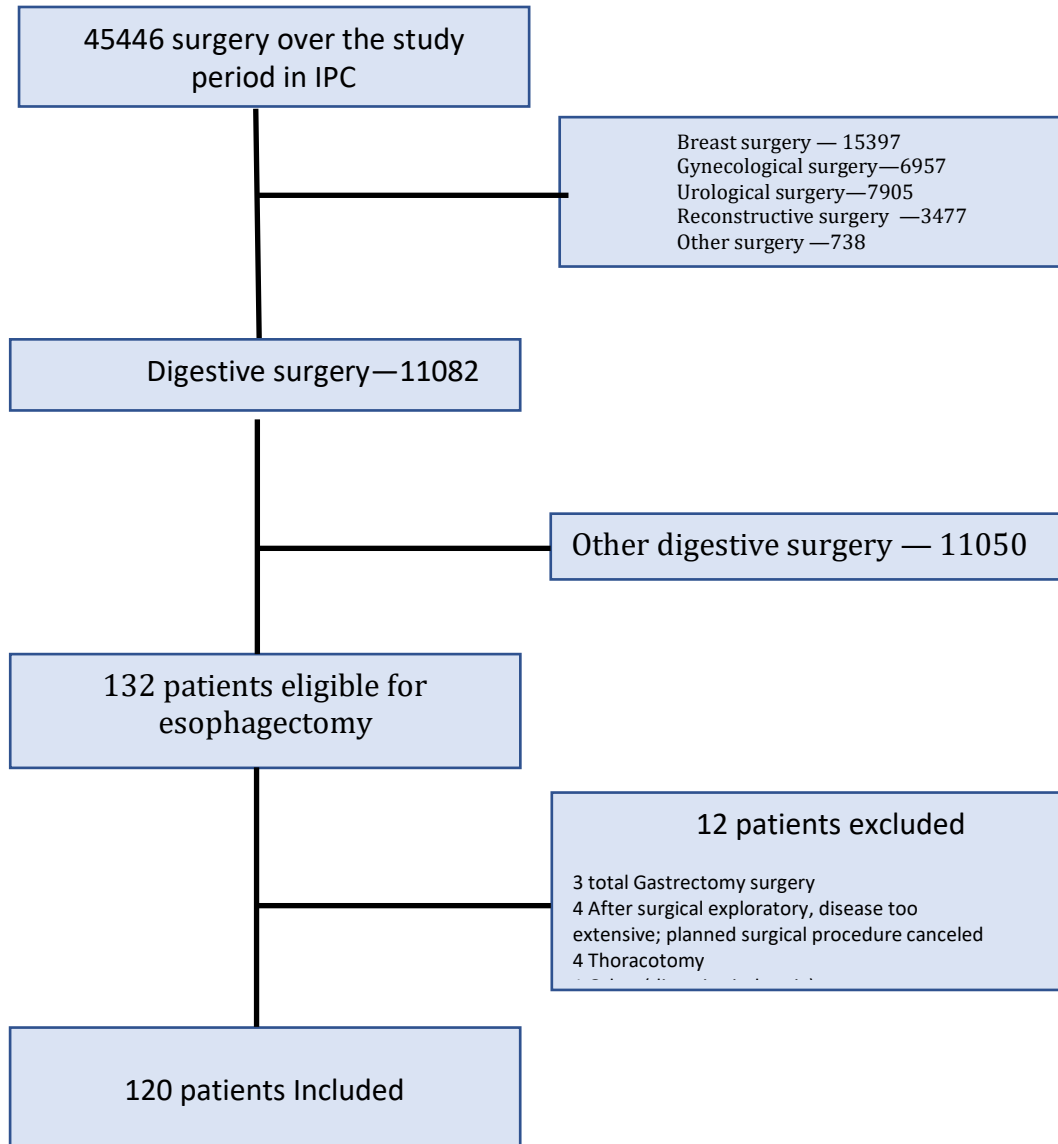 45446 surgery over the study
period in IPC
Breast surgery — 15397
Gynecological surgery—6957
Urological surgery—7905
Reconstructive surgery —3477
Other surgery —738
Digestive surgery—11082
Other digestive surgery — 11050
132 patients eligible for
esophagectomy
12 patients excluded
3 total Gastrectomy surgery
4 After surgical exploratory, disease too
extensive; planned surgical procedure canceled
4 Thoracotomy
120 patients Included